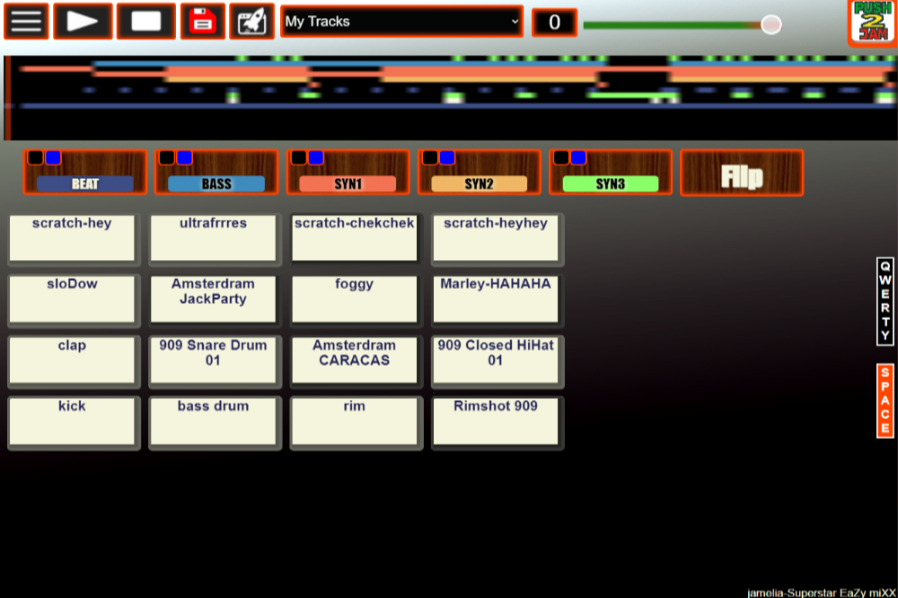 My Tracks
0
PUSH
2
JAM
BEAT
BASS
SYN1
SYN2
SYN3
Flip
scratch-hey
ultrafrrres
scratch-chekchek
scratch-heyhey
sloDow
Amsterdram
JackParty
foggy
Marley-HAHAHA
clap
909 Snare Drum
01
Amsterdram
CARACAS
909 Closed HiHat
01
kick
bass drum
rim
Rimshot 909
QWERTY
SPACE
jamelia-Superstar EaZy miXX